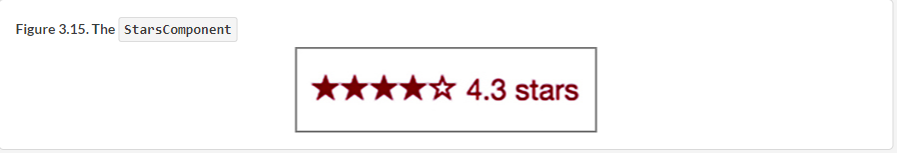 Figure 3.15. The StarsComponent
★★★★☆ 4.3 stars